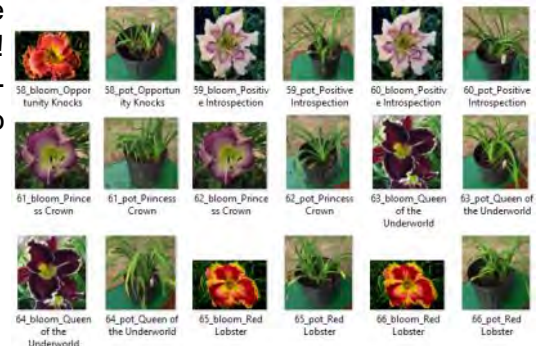 e
!
-
o
58_bloom_Oppor
tunity Knocks
58_pot_Opportun
ity Knocks
59_bloom_Positiv
e Introspection
59_pot_Positive
Introspection
60_bloom_Positiv
e Introspection
60_pot_Positive
Introspection
61_bloom_Prince
ss Crown
61_pot_Princess
Crown
62_bloom_Prince
ss Crown
62_pot_Princess
Crown
63_bloom_Queen
of the
Underworld
63_pot_Queen of
the Underworld
64_bloom_Queen
of the
Underworld
64_pot_Queen of
the Underworld
65_bloom_Red
Lobster
65_pot_Red
Lobster
66_bloom_Red
Lobster
66_pot_Red
Lobster